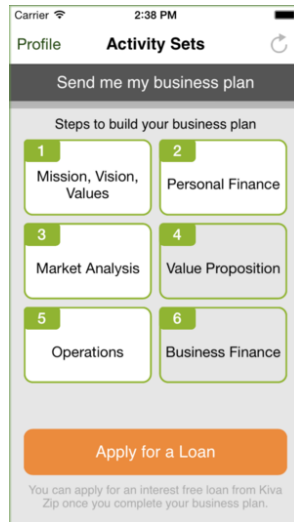 Carrier 2:38 PM
Profile Activity Sets
Send me my business plan
Steps to build your business plan
1 2
Mission, Vision,
Values
Personal Finance
3 4
Market Analysis Value Proposition
5 6
Operations Business Finance
Apply for a Loan
You can apply for an interest free loan from Kiva
Zip once you complete your business plan.